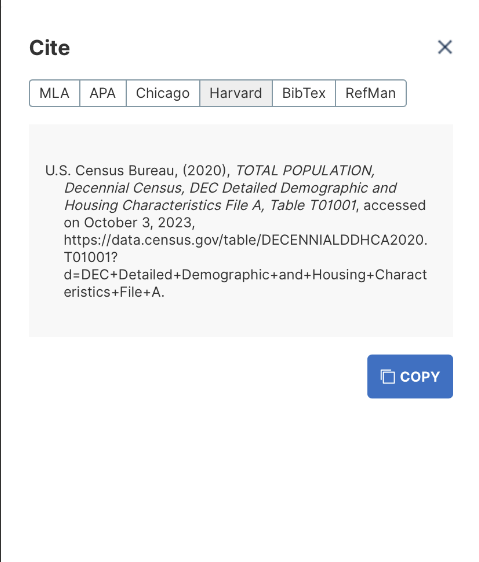 Cite
MLA
APA
Chicago
Harvard
BibTex
RefMan
U.S. Census Bureau, (2020), TOTAL POPULATION,
Decennial Census, DEC Detailed Demographic and
Housing Characteristics File A, Table T01001, accessed
on October 3, 2023,
https://data.census.gov/table/DECENNIALDDHCA2020.
T01001?
d=DEC+Detailed+Demographic+and+Housing+Charact
eristics+File+A.
COPY